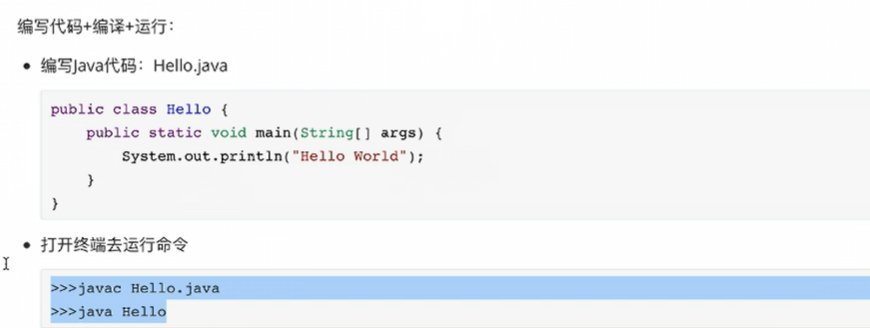 编写代码+编译+运行：
编写Java代码：Hello.java
public class Hello {
    public static void main(String[] args) {
        System.out.println("Hello World");
    }
}
打开终端去运行命令
>>>javac Hello.java
>>>java Hello